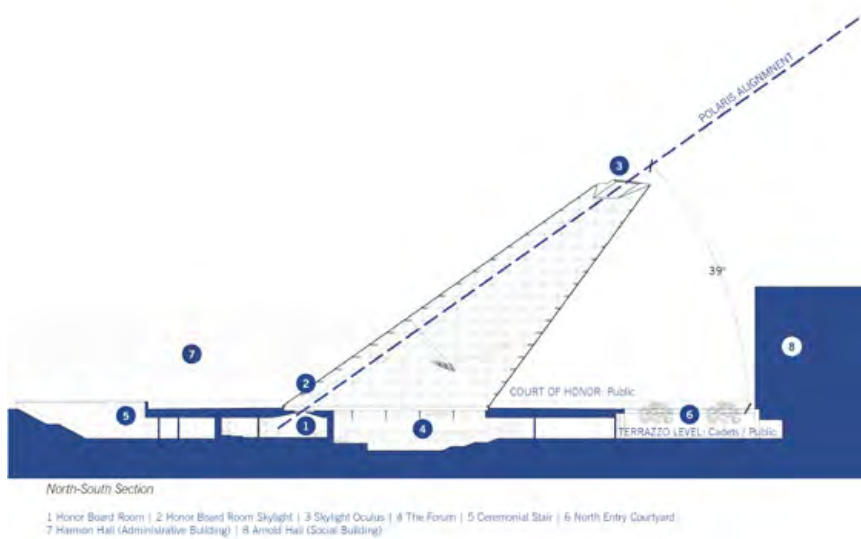 POLARIS ALIGNMNENT
3
39°
7
8
2
COURT OF HONOR: Public
5
1
4
6
TERRAZZO LEVEL: Cadets / Public
North-South Section
1 Honor Board Room | 2 Honor Board Room Skylight | 3 Skylight Oculus | 4 The Forum | 5 Ceremonial Stair | 6 North Entry Courtyard
7 Harmon Hall (Administrative Building) | 8 Arnold Hall (Social Building)